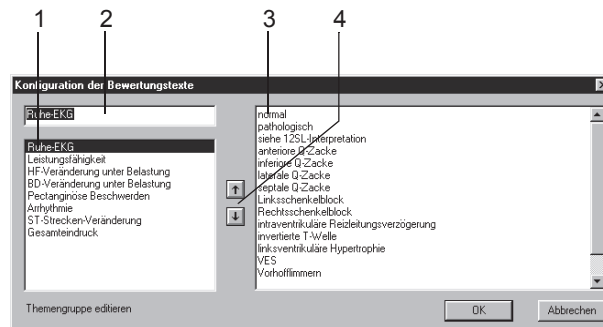 1 2 3 4
Konfiguration der Bewertungstexte
Ruhe-EKG
Ruhe-EKG
Leistungsfähigkeit
HF-Veränderung unter Belastung
BD-Veränderung unter Belastung
Pectanginöse Beschwerden
Arrhythmie
ST-Strecken-Veränderung
Gesamteindruck
normal
pathologisch
siehe 12SL-Interpretation
anteriore Q-Zacke
inferiore Q-Zacke
laterale Q-Zacke
septale Q-Zacke
Linksschenkelblock
Rechtsschenkelblock
intraventrikuläre Reizleitungsverzögerung
invertierte T-Welle
linksventrikuläre Hypertrophie
VES
Vorhofflimmern
Themengruppe editieren
OK
Abbrechen